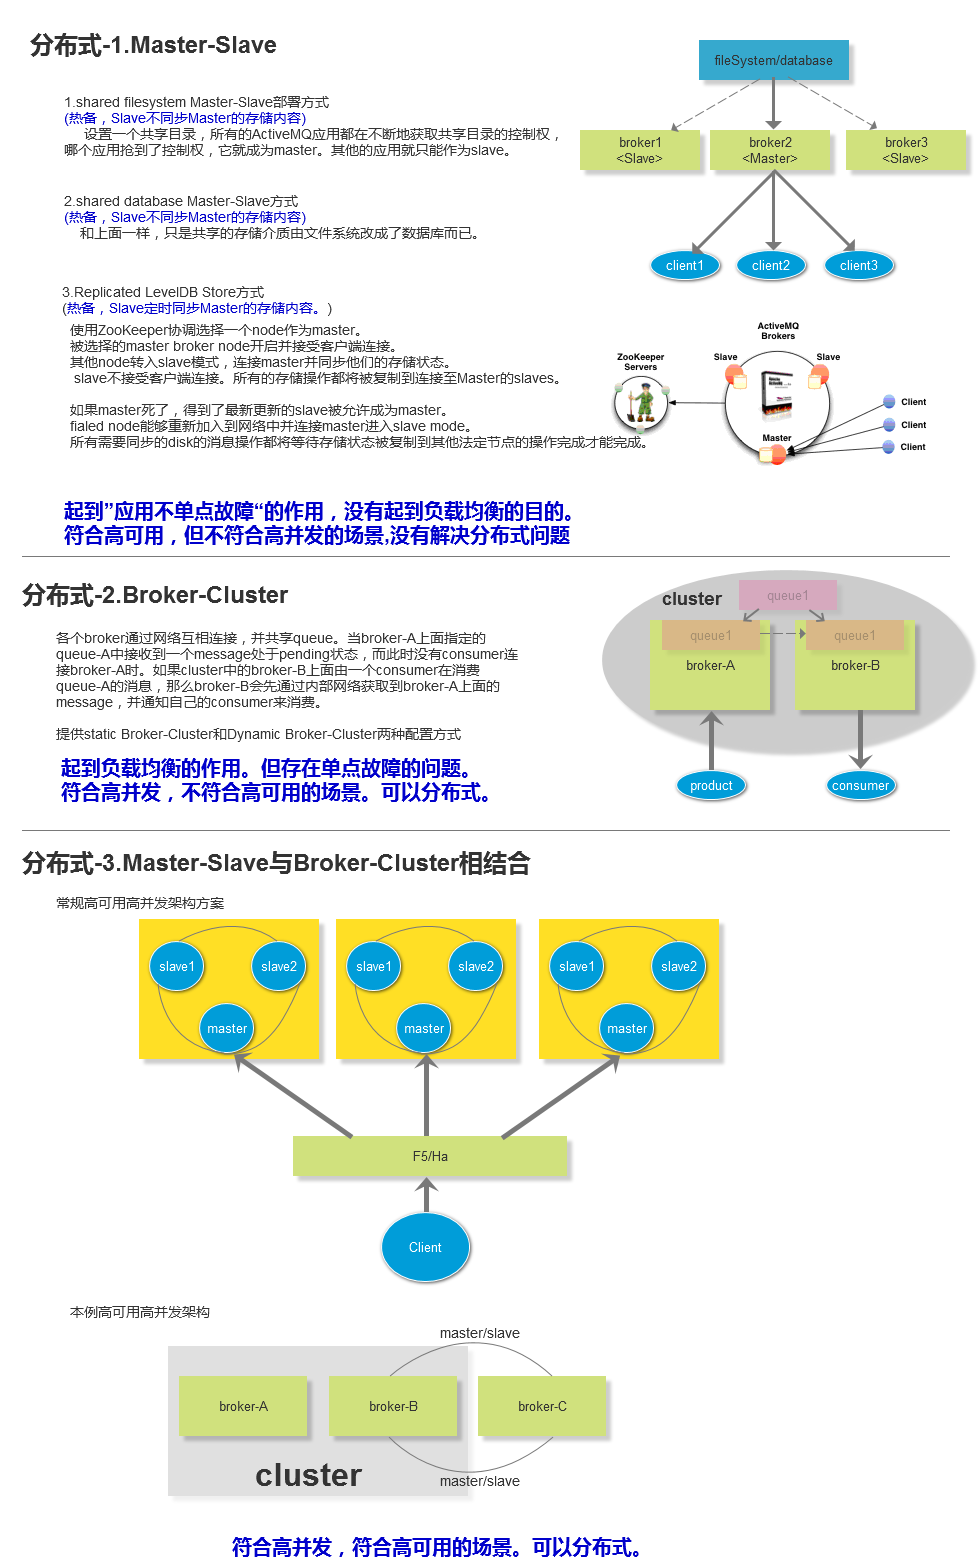 分布式-1.Master-Slave
fileSystem/database
1.shared filesystem Master-Slave部署方式
(热备，Slave不同步Master的存储内容)
设置一个共享目录，所有的ActiveMQ应用都在不断地获取共享目录的控制权，
哪个应用抢到了控制权，它就成为master。其他的应用就只能作为slave。
broker1
<Slave>
broker2
<Master>
broker3
<Slave>
2.shared database Master-Slave方式
(热备，Slave不同步Master的存储内容)
和上面一样，只是共享的存储介质由文件系统改成了数据库而已。
client1
client2
client3
3.Replicated LevelDB Store方式
(热备，Slave定时同步Master的存储内容。)
使用ZooKeeper协调选择一个node作为master。
被选择的master broker node开启并接受客户端连接。
其他node转入slave模式，连接master并同步他们的存储状态。
slave不接受客户端连接。所有的存储操作都将被复制到连接至Master的slaves。
如果master死了，得到了最新更新的slave被允许成为master。
fialed node能够重新加入到网络中并连接master进入slave mode。
所有需要同步的disk的消息操作都将等待存储状态被复制到其他法定节点的操作完成才能完成。
ActiveMQ
Brokers
ZooKeeper
Servers
Slave
Slave
Master
Client
Client
Client
起到”应用不单点故障“的作用，没有起到负载均衡的目的。
符合高可用，但不符合高并发的场景,没有解决分布式问题
分布式-2.Broker-Cluster
各个broker通过网络互相连接，并共享queue。当broker-A上面指定的
queue-A中接收到一个message处于pending状态，而此时没有consumer连
接broker-A时。如果cluster中的broker-B上面由一个consumer在消费
queue-A的消息，那么broker-B会先通过内部网络获取到broker-A上面的
message，并通知自己的consumer来消费。
提供static Broker-Cluster和Dynamic Broker-Cluster两种配置方式
cluster
queue1
queue1
queue1
broker-A
broker-B
product
consumer
起到负载均衡的作用。但存在单点故障的问题。
符合高并发，不符合高可用的场景。可以分布式。
分布式-3.Master-Slave与Broker-Cluster相结合
常规高可用高并发架构方案
slave1
slave2
master
slave1
slave2
master
slave1
slave2
master
F5/Ha
Client
本例高可用高并发架构
master/slave
broker-A
broker-B
broker-C
cluster
master/slave
符合高并发，符合高可用的场景。可以分布式。